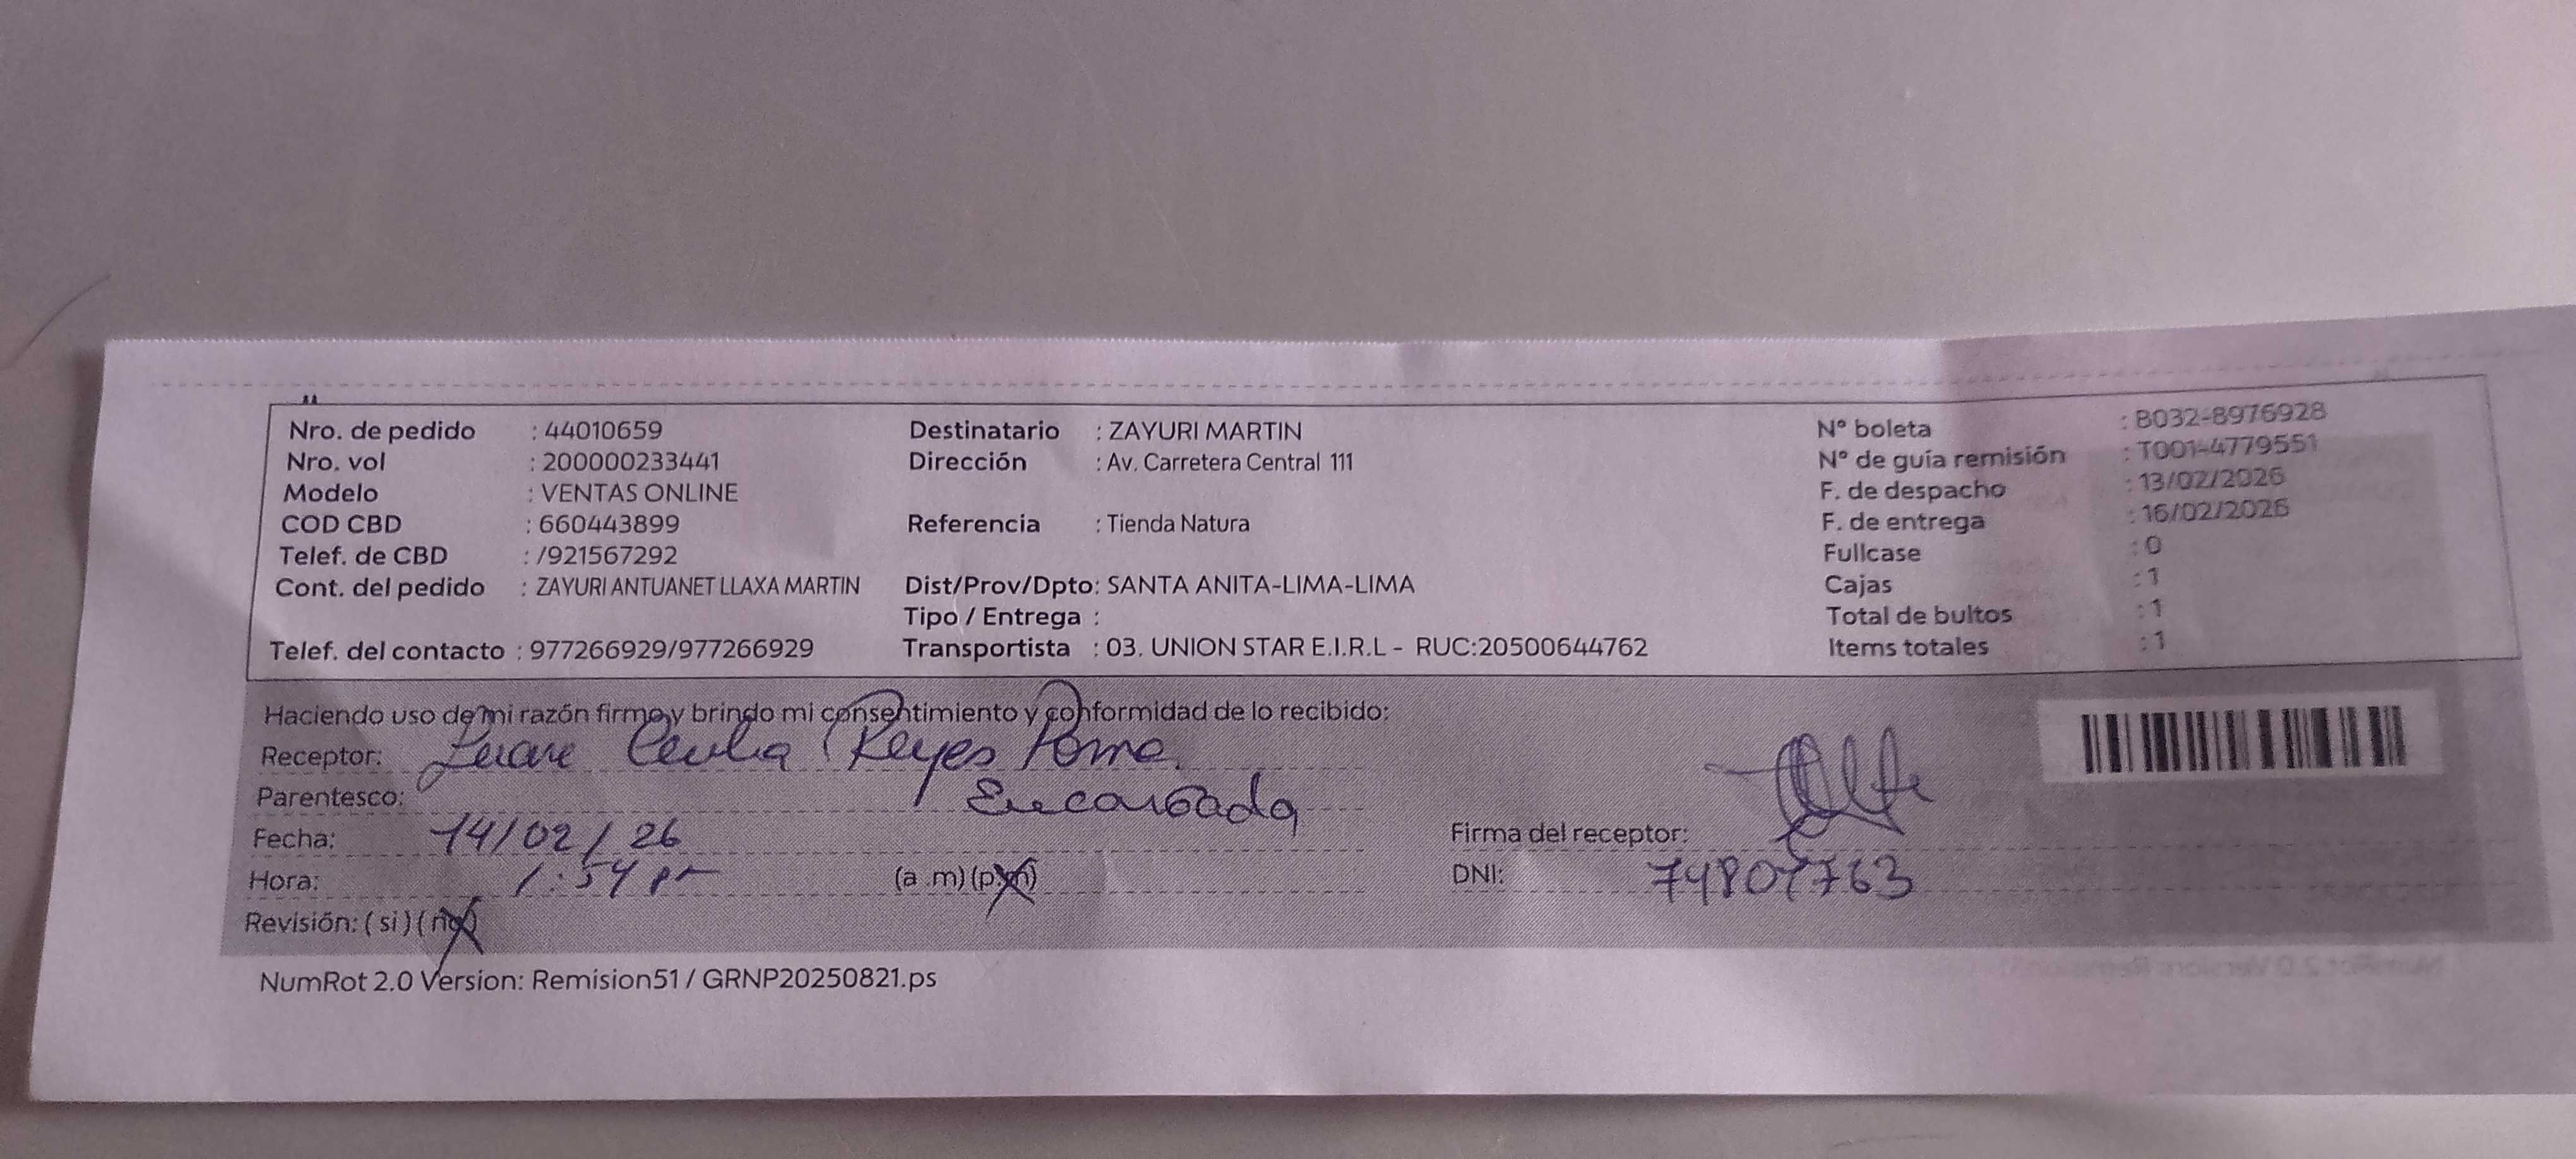 Nro. de pedido : 44010659 Destinatario : ZAYURI MARTIN Nº boleta : B032-8976928
Nro. vol : 200000233441 Dirección : Av. Carretera Central 111 Nº de guía remisión : T001-4779551
Modelo : VENTAS ONLINE F. de despacho : 13/02/2026
COD CBD : 660443899 Referencia : Tienda Natura F. de entrega : 16/02/2026
Telef. de CBD : /921567292 Fullcase : 0
Cont. del pedido : ZAYURI ANTUANET LLAXA MARTIN Dist/Prov/Dpto: SANTA ANITA-LIMA-LIMA Cajas : 1
Tipo / Entrega : Total de bultos : 1
Telef. del contacto : 977266929/977266929 Transportista : 03. UNION STAR E.I.R.L - RUC:20500644762 Items totales : 1
Haciendo uso de mi razón firmo y brindo mi consentimiento y conformidad de lo recibido:
Receptor: Reyes Poma
Parentesco: Encargada
Fecha: 14/02/26 Firma del receptor:
Hora: 1:54 pm (a .m) (p.m) DNI: 74807763
Revisión: ( si ) ( no )
NumRot 2.0 Version: Remision51 / GRNP20250821.ps